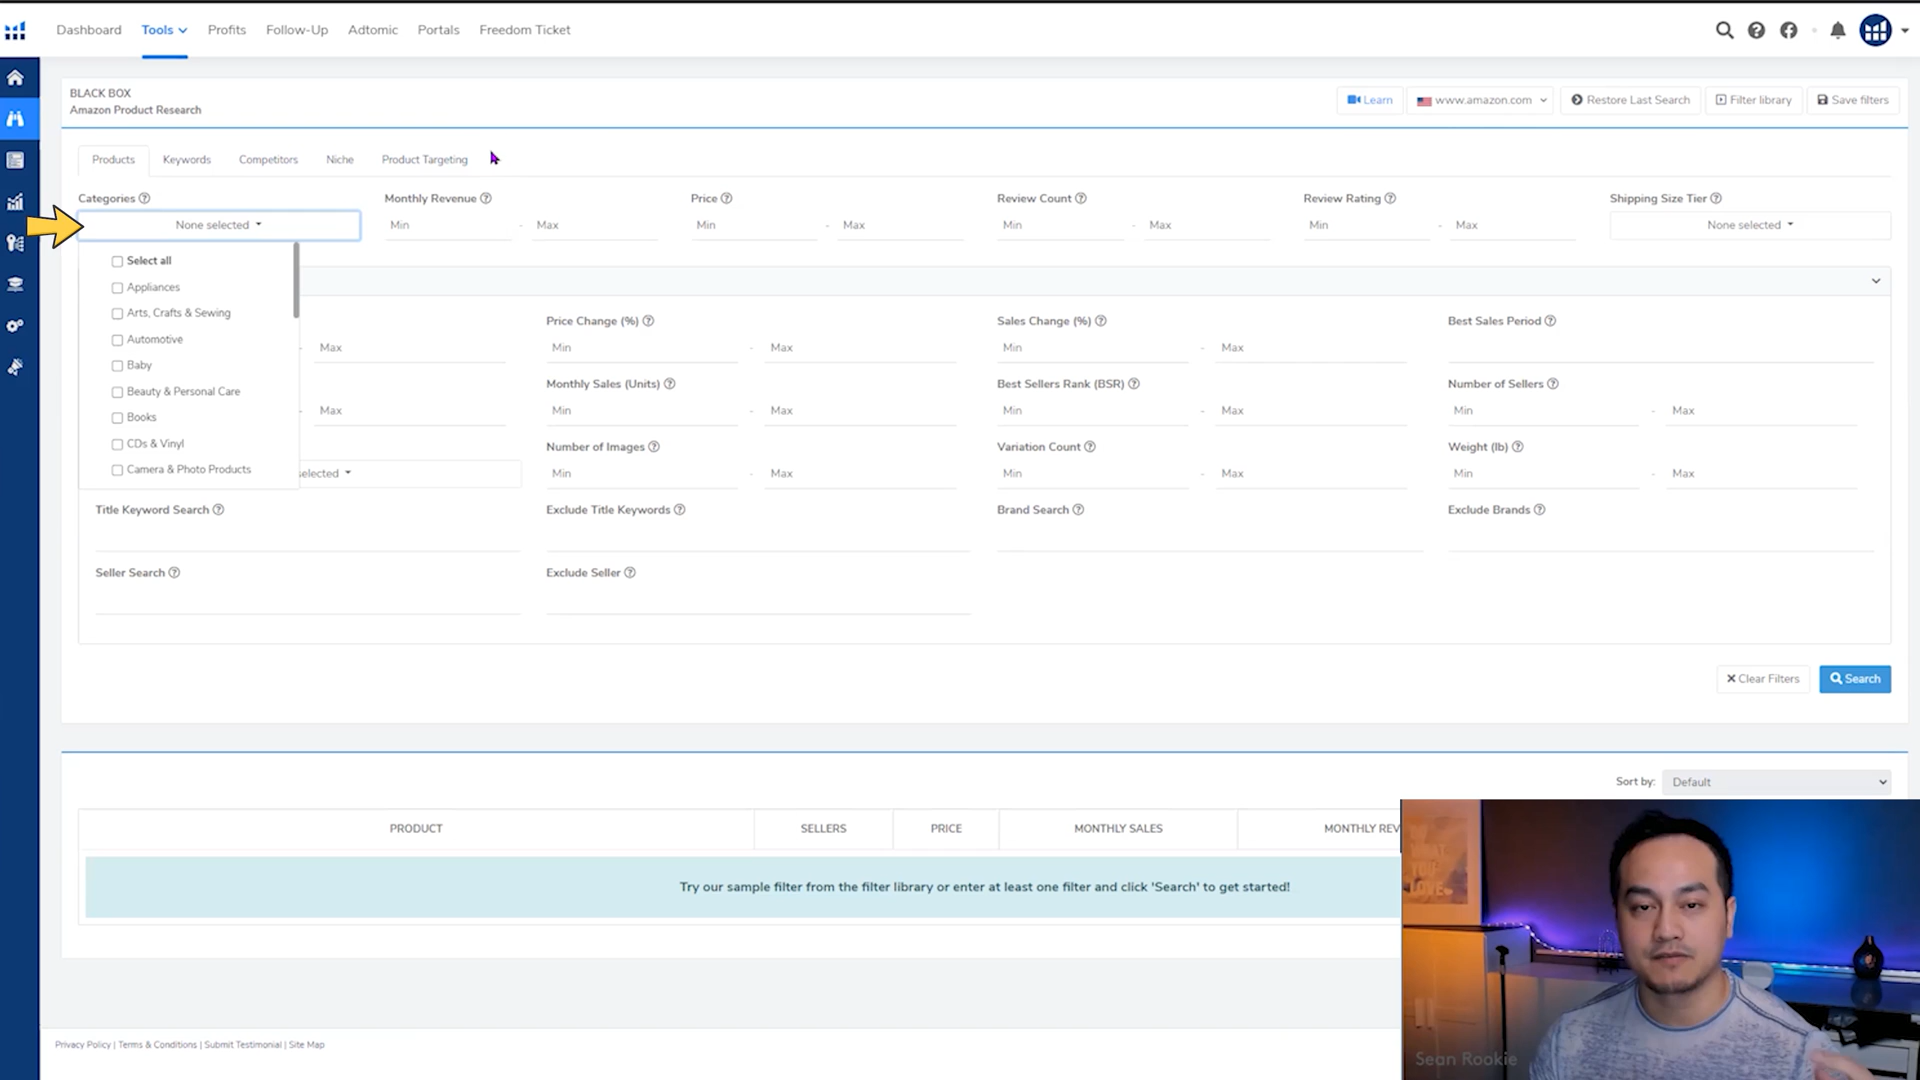 Dashboard Tools Profits Follow-Up Adtomic Portals Freedom Ticket
BLACK BOX
Amazon Product Research
Learn www.amazon.com Restore Last Search Filter library Save filters
Products Keywords Competitors Niche Product Targeting
Categories Monthly Revenue Price Review Count Review Rating Shipping Size Tier
None selected Min - Max Min - Max Min - Max Min - Max None selected
Select all
Appliances
Arts, Crafts & Sewing
Automotive
Baby
Beauty & Personal Care
Books
CDs & Vinyl
Camera & Photo Products
Price Change (%) Sales Change (%) Best Sales Period
- Max Min - Max Min - Max
Monthly Sales (Units) Best Sellers Rank (BSR) Number of Sellers
- Max Min - Max Min - Max Min - Max
Number of Images Variation Count Weight (lb)
selected Min - Max Min - Max Min - Max
Title Keyword Search Exclude Title Keywords Brand Search Exclude Brands
Seller Search Exclude Seller
Clear Filters Search
Sort by: Default
PRODUCT SELLERS PRICE MONTHLY SALES MONTHLY REV
Try our sample filter from the filter library or enter at least one filter and click 'Search' to get started!
WHAT
YOU
LOVE
Sean Rookie
Privacy Policy | Terms & Conditions | Submit Testimonial | Site Map